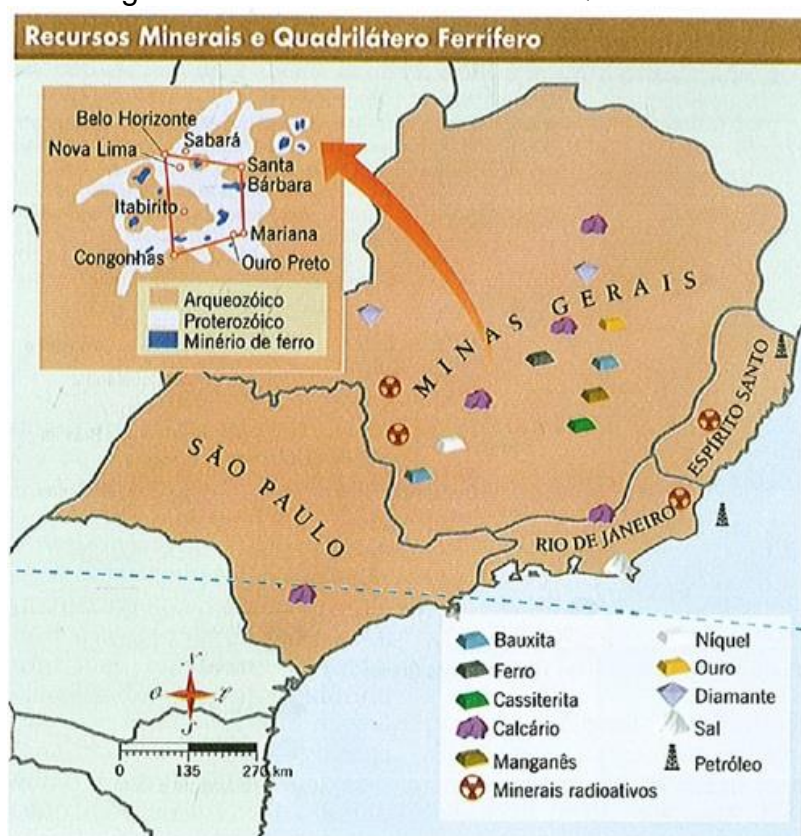 Recursos Minerais e Quadrilátero Ferrífero
Belo Horizonte
Sabará
Nova Lima
Santa
Bárbara
Itabirito
Mariana
Congonhas
Ouro Preto
Arqueozóico
Proterozóico
Minério de ferro
MINAS GERAIS
ESPÍRITO SANTO
SÃO PAULO
RIO DE JANEIRO
N
O
L
S
0
135
270 km
Bauxita
Ferro
Cassiterita
Calcário
Manganês
Minerais radioativos
Níquel
Ouro
Diamante
Sal
Petróleo